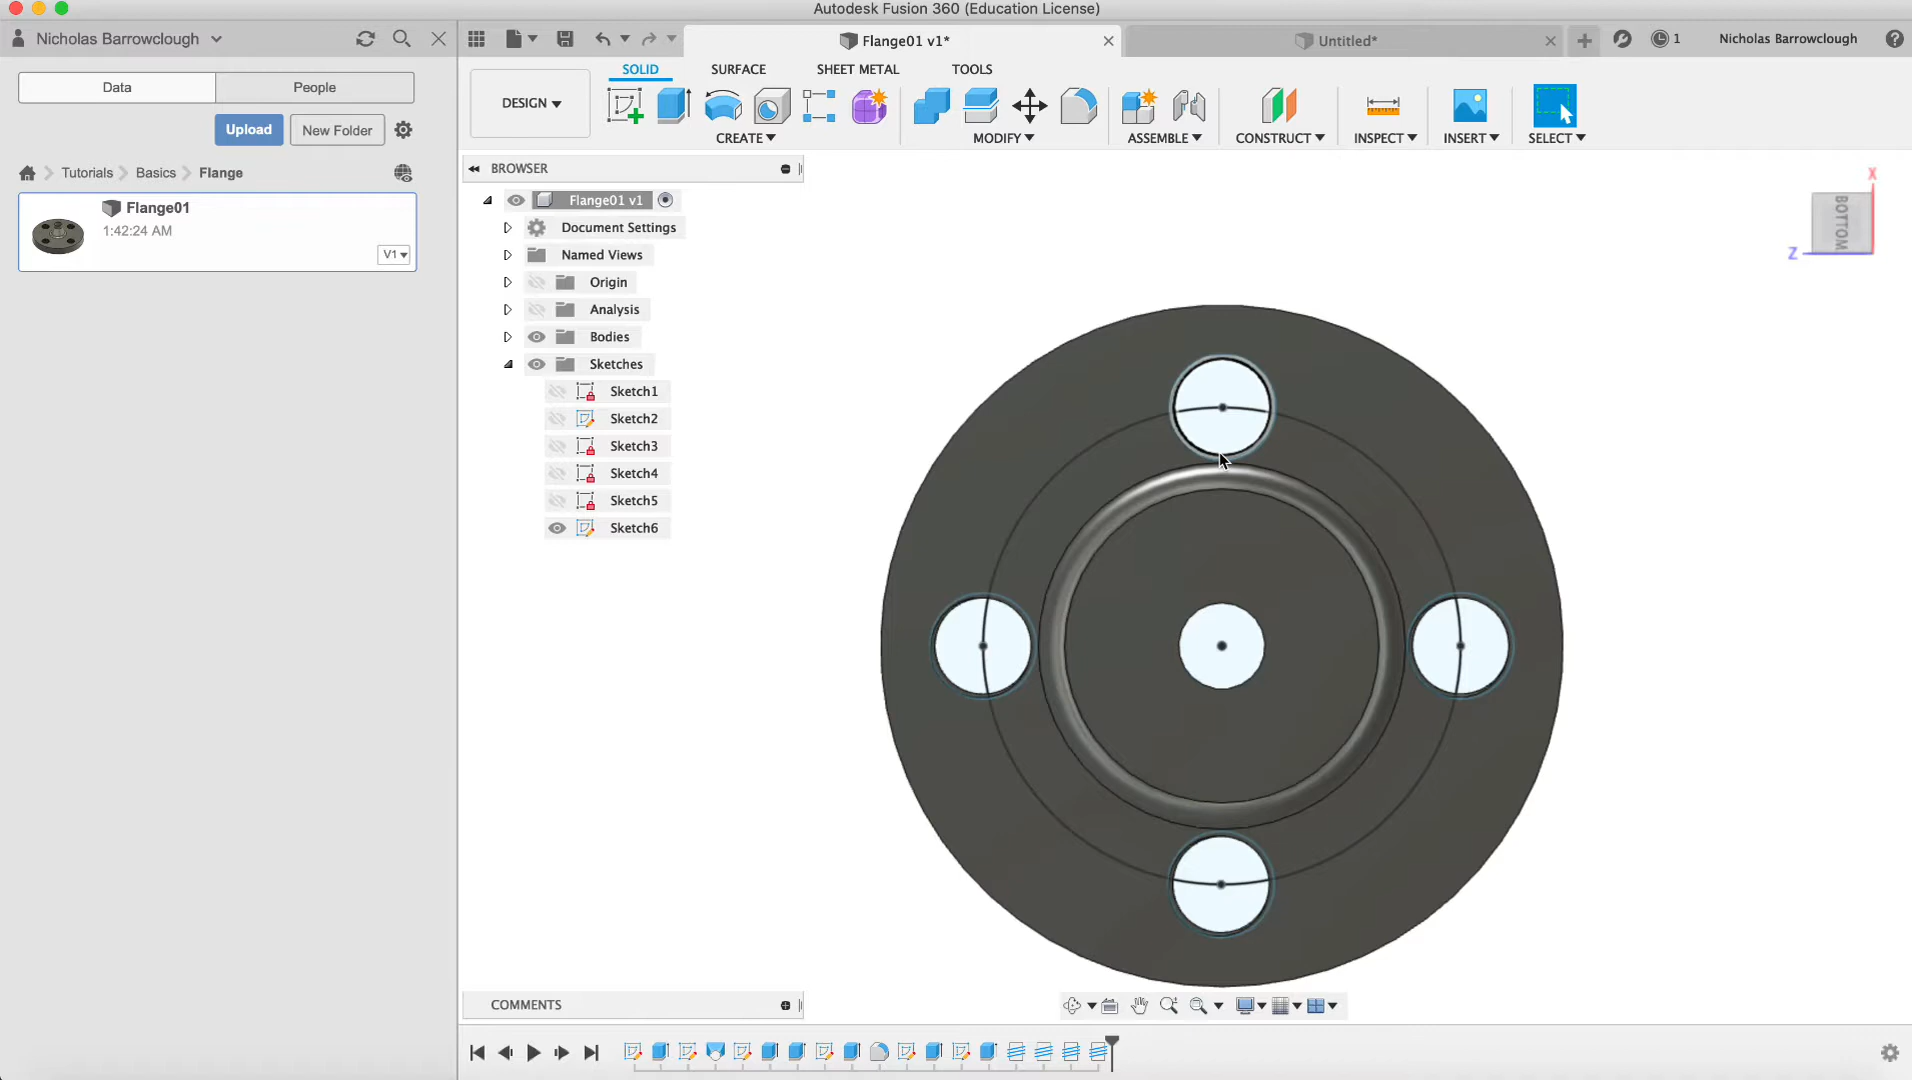 Autodesk Fusion 360 (Education License)
Nicholas Barrowclough
Flange01 v1*
Untitled*
1
Nicholas Barrowclough
Data
People
SOLID
SURFACE
SHEET METAL
TOOLS
DESIGN
Upload
New Folder
CREATE
MODIFY
ASSEMBLE
CONSTRUCT
INSPECT
INSERT
SELECT
Tutorials
Basics
Flange
BROWSER
Flange01
1:42:24 AM
V1
Flange01 v1
Document Settings
Named Views
Origin
Analysis
Bodies
Sketches
Sketch1
Sketch2
Sketch3
Sketch4
Sketch5
Sketch6
X
BOTTOM
Z
COMMENTS